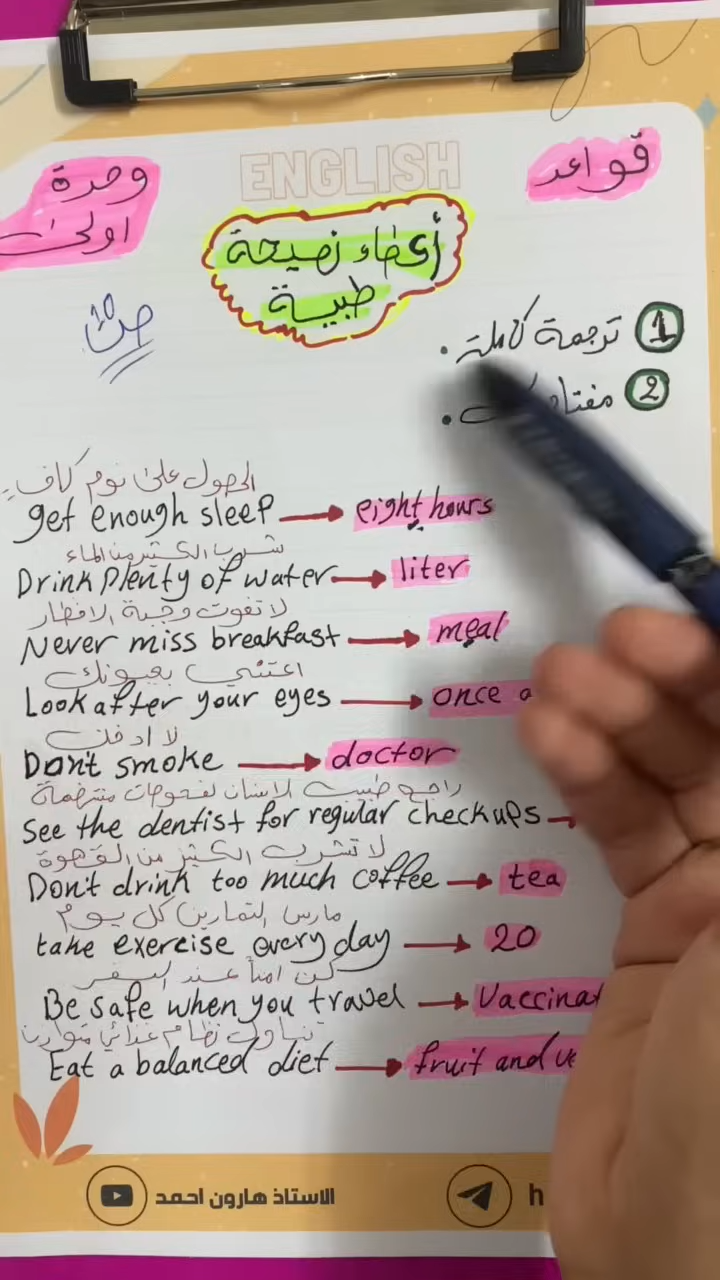 ENGLISH
قواعد
وحدة
اولى
أعطاء نصيحة
طبية
ص10
1 ترجمة كاملة.
2
الحصول على نوم كاف
get enough sleep → eight hours
شرب الكثير من الماء
Drink Plenty of water → liter
لا تفوت وجبة الافطار
Never miss breakfast → meal
اعتني بعيونك
Look after your eyes → once a
لا ادخن
Don't smoke → doctor
راجع طبيب الاسنان لفحوصات منتظمة
See the dentist for regular checkups →
لا تشرب الكثير من القهوة
Don't drink too much coffee → tea
مارس التمارين كل يوم
take exercise every day → 20
كن امنا عند السفر
Be safe when you travel → Vaccinat
تناول نظام غذائي متوازن
Eat a balanced diet → fruit and ve
الاستاذ هارون احمد
h